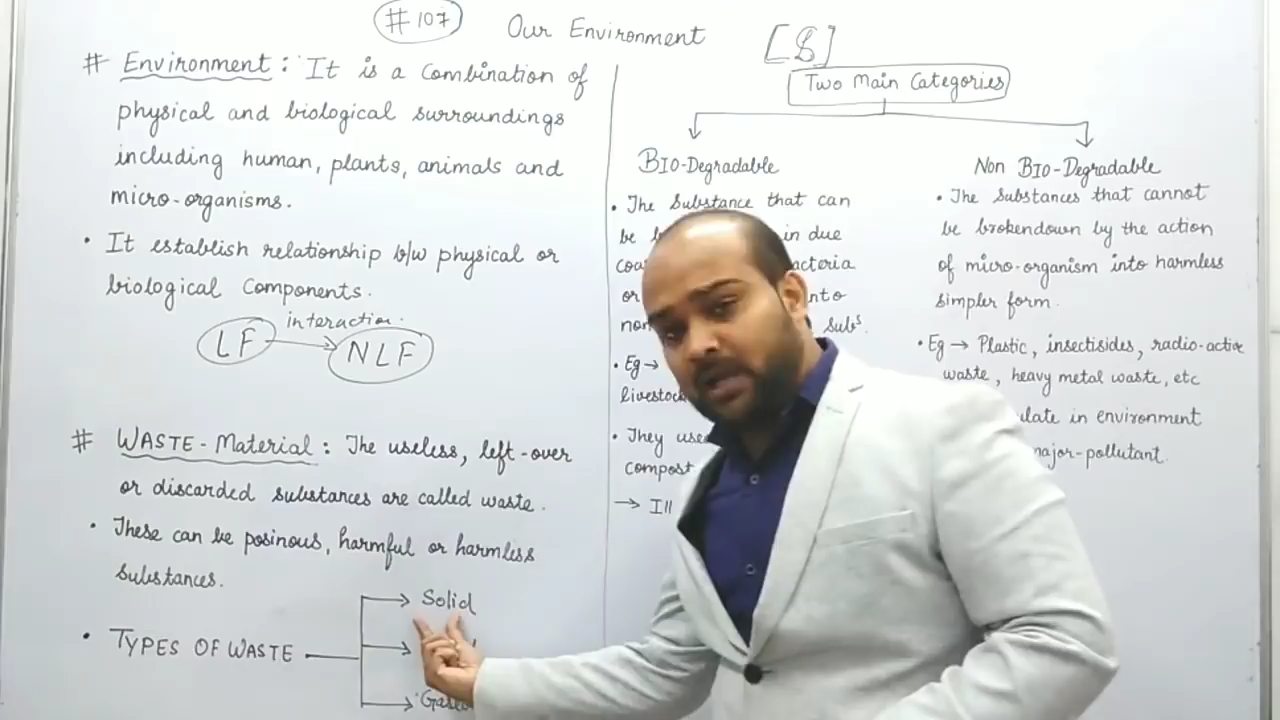 # 107
Our Environment
# Environment : It is a Combination of
physical and biological surroundings
including human, plants, animals and
micro-organisms.
• It establish relationship b/w physical or
biological Components.
interaction.
LF → NLF
# WASTE-Material : The useless, left-over
or discarded substances are called waste.
• These can be posinous, harmful or harmless
substances.
• TYPES OF WASTE
→ Solid
Two Main Categories
BIO-Degradable
• The Substance that can
be in due
acteria
or nto
subs.
• Eg →
livestock
• They use
compost
→ Ill
Non BIO-Degradable
• The Substances that cannot
be brokendown by the action
of micro-organism into harmless
simpler form.
• Eg → Plastic, insectisides, radio-active
waste, heavy metal waste, etc
ulate in environment
major-pollutant.